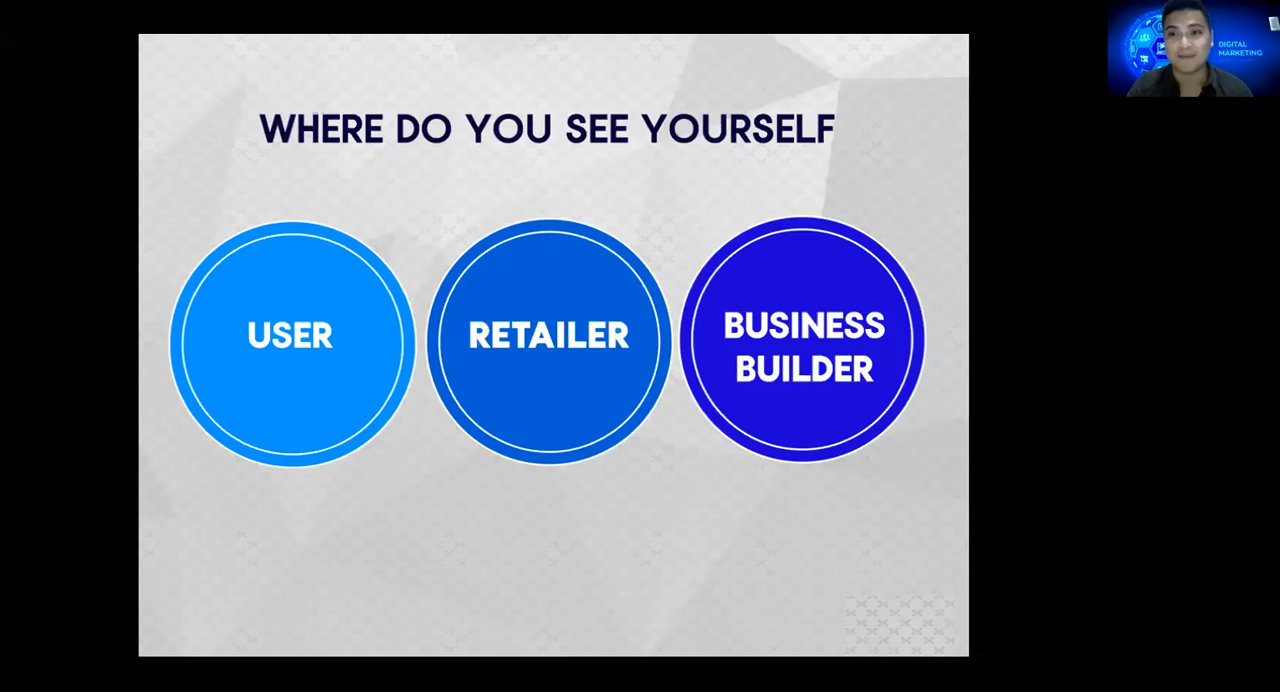 WHERE DO YOU SEE YOURSELF
USER
RETAILER
BUSINESS
BUILDER
DIGITAL
MARKETING